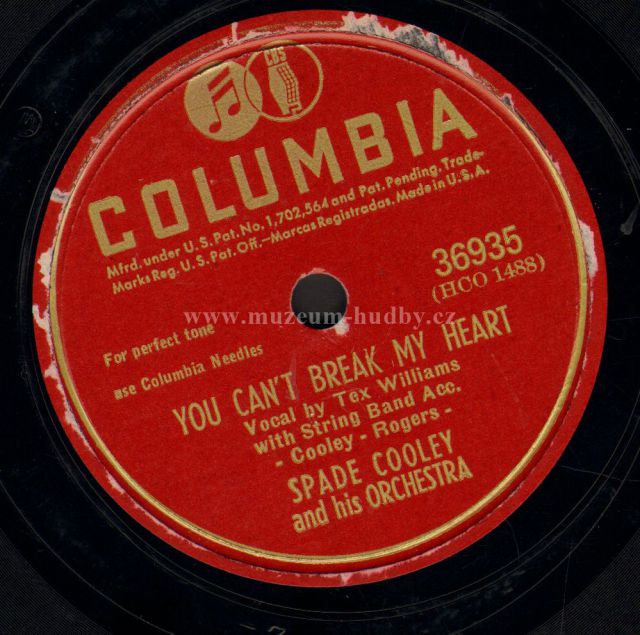 CBS
COLUMBIA
Mfrd. under U.S. Pat. No. 1,702,564 and Pat. Pending. Trade-
Marks Reg. U.S. Pat. Off.—Marcas Registradas. Made in U.S.A.
36935
(HCO 1488)
www.muzeum-hudby.cz
For perfect tone
use Columbia Needles
YOU CAN'T BREAK MY HEART
Vocal by Tex Williams
with String Band Acc.
- Cooley - Rogers -
SPADE COOLEY
and his ORCHESTRA